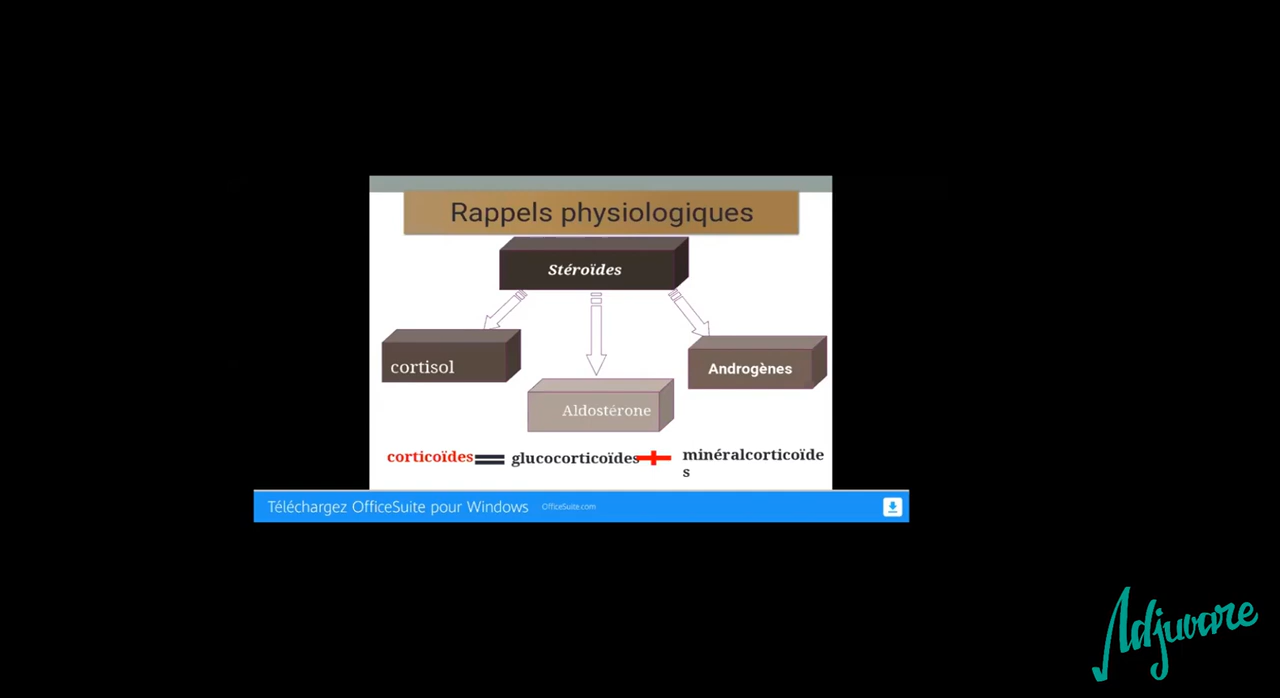 Rappels physiologiques
Stéroïdes
cortisol
Androgènes
Aldostérone
corticoïdes = glucocorticoïdes + minéralcorticoïde
s
Téléchargez OfficeSuite pour Windows OfficeSuite.com
Adjuvare